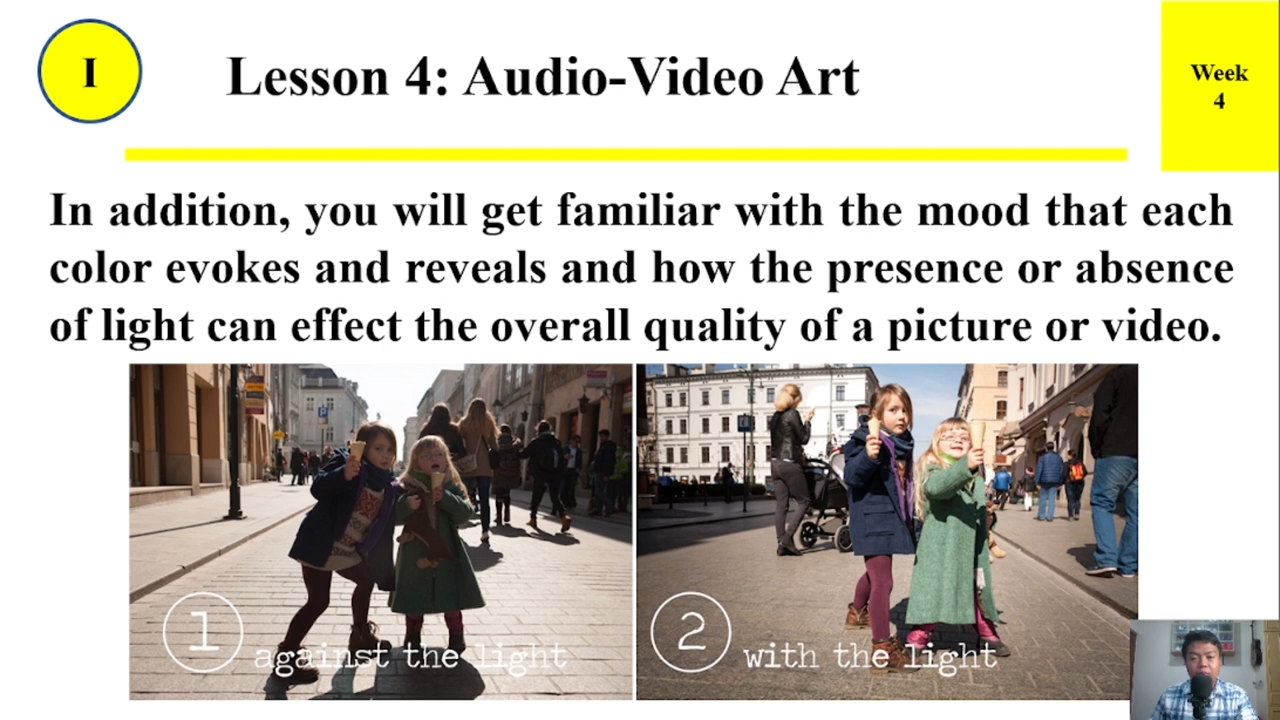 I
Lesson 4: Audio-Video Art
Week
4
In addition, you will get familiar with the mood that each
color evokes and reveals and how the presence or absence
of light can effect the overall quality of a picture or video.
1 against the light
2 with the light